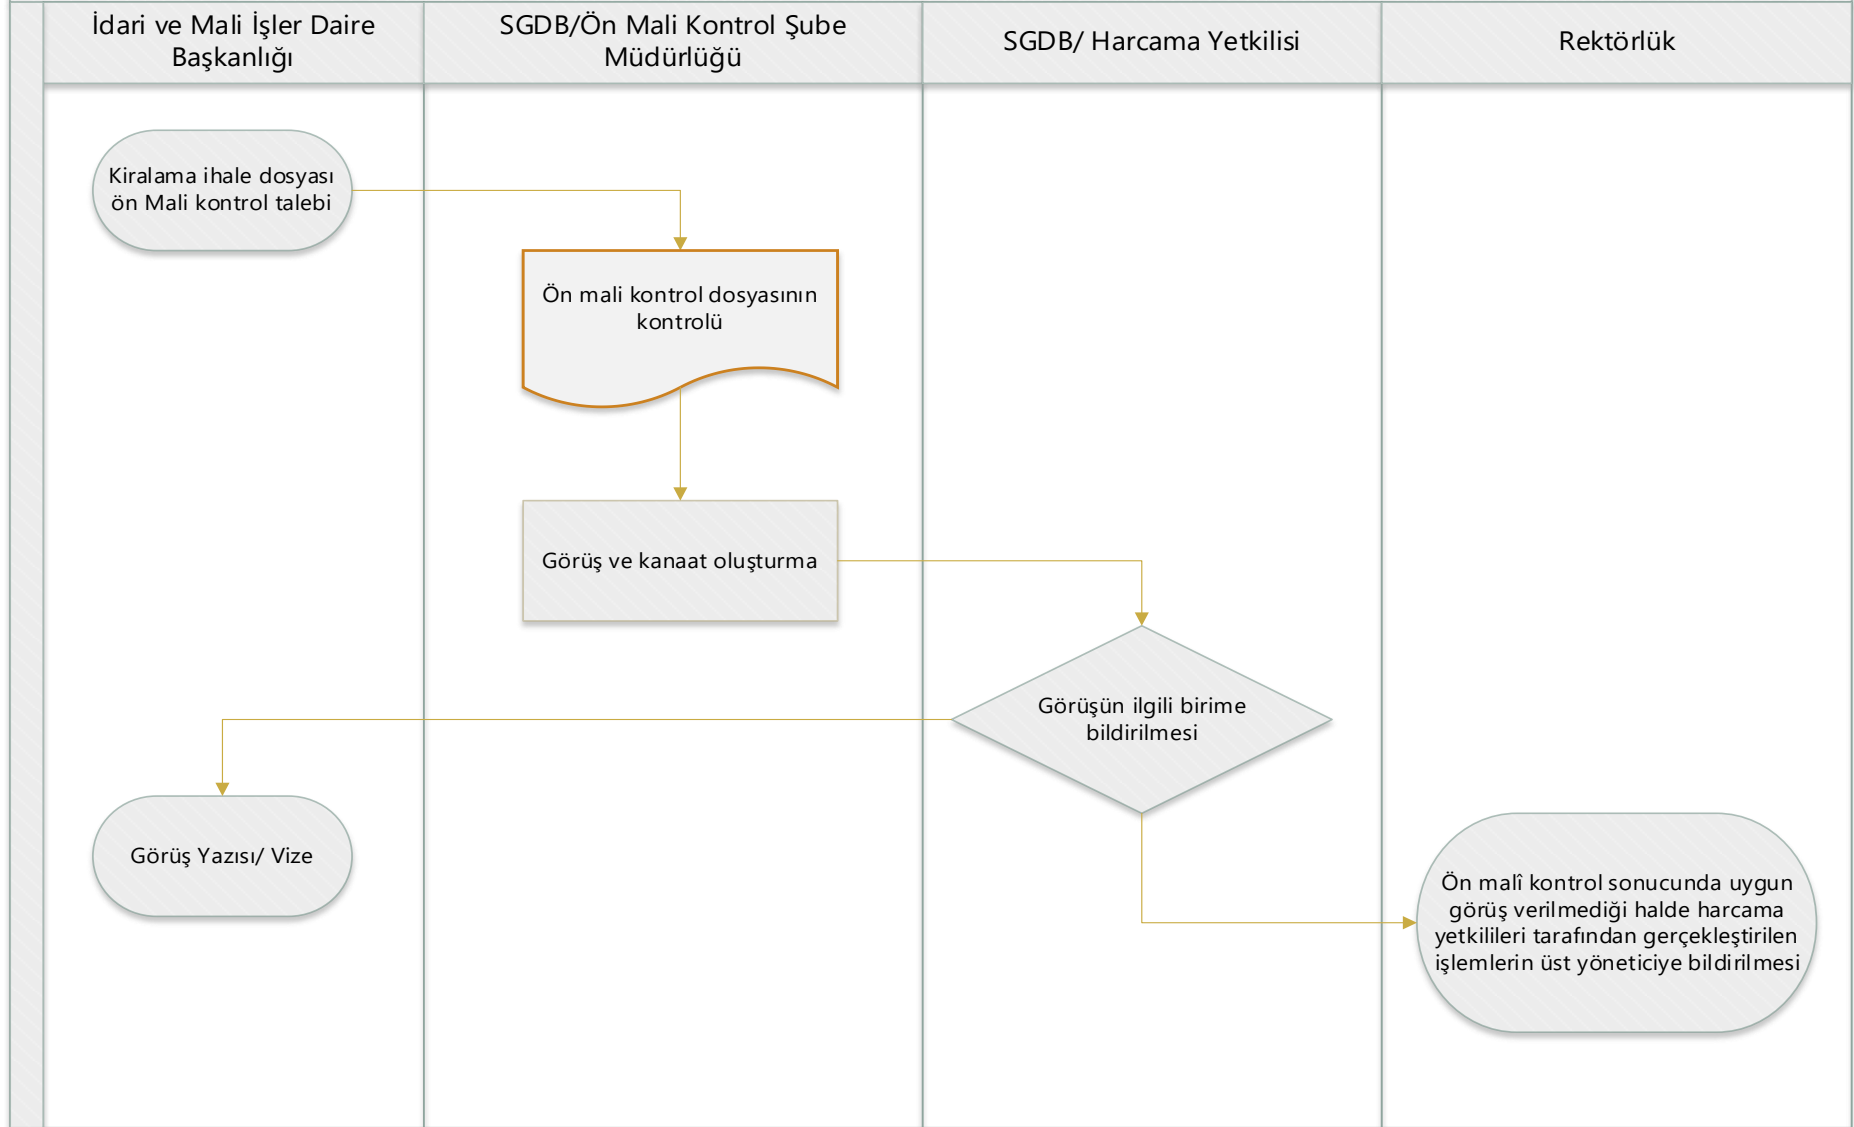 İdari ve Mali İşler Daire
Başkanlığı
SGDB/Ön Mali Kontrol Şube
Müdürlüğü
SGDB/ Harcama Yetkilisi
Rektörlük
Kiralama ihale dosyası
ön Mali kontrol talebi
Ön mali kontrol dosyasının
kontrolü
Görüş ve kanaat oluşturma
Görüşün ilgili birime
bildirilmesi
Görüş Yazısı/ Vize
Ön malî kontrol sonucunda uygun
görüş verilmediği halde harcama
yetkilileri tarafından gerçekleştirilen
işlemlerin üst yöneticiye bildirilmesi